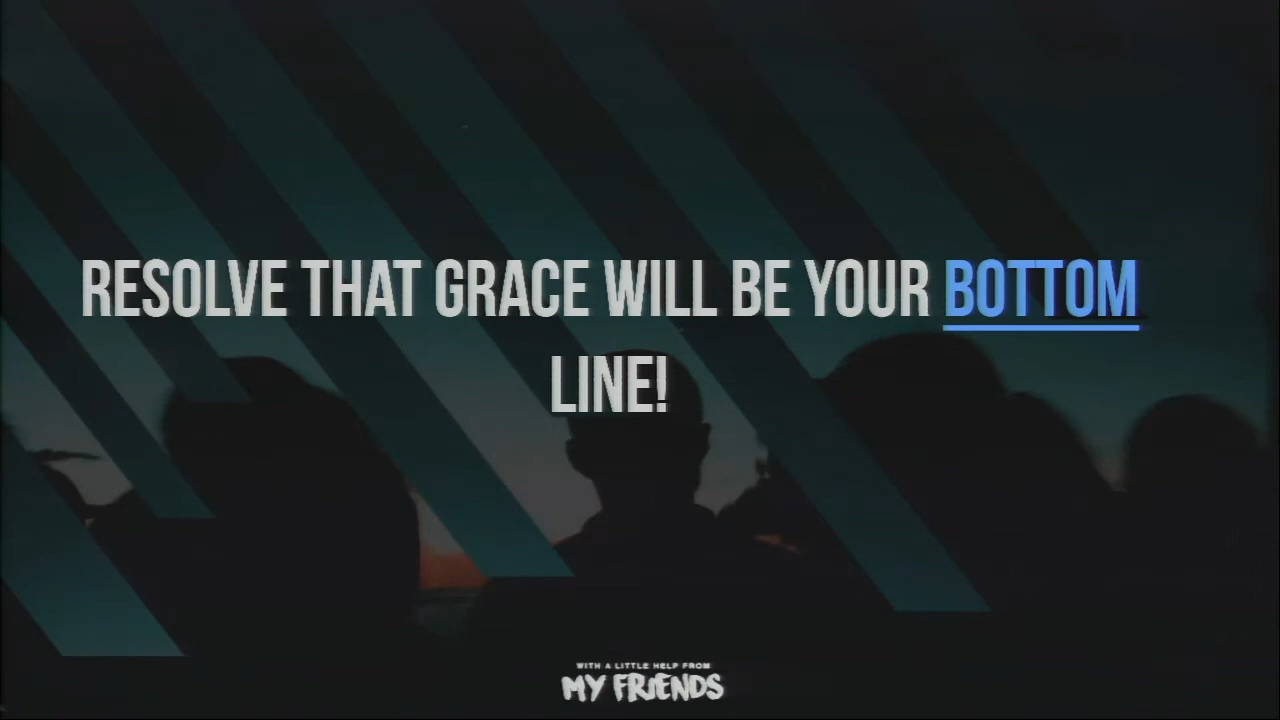 RESOLVE THAT GRACE WILL BE YOUR BOTTOM
LINE!
WITH A LITTLE HELP FROM
MY FRIENDS